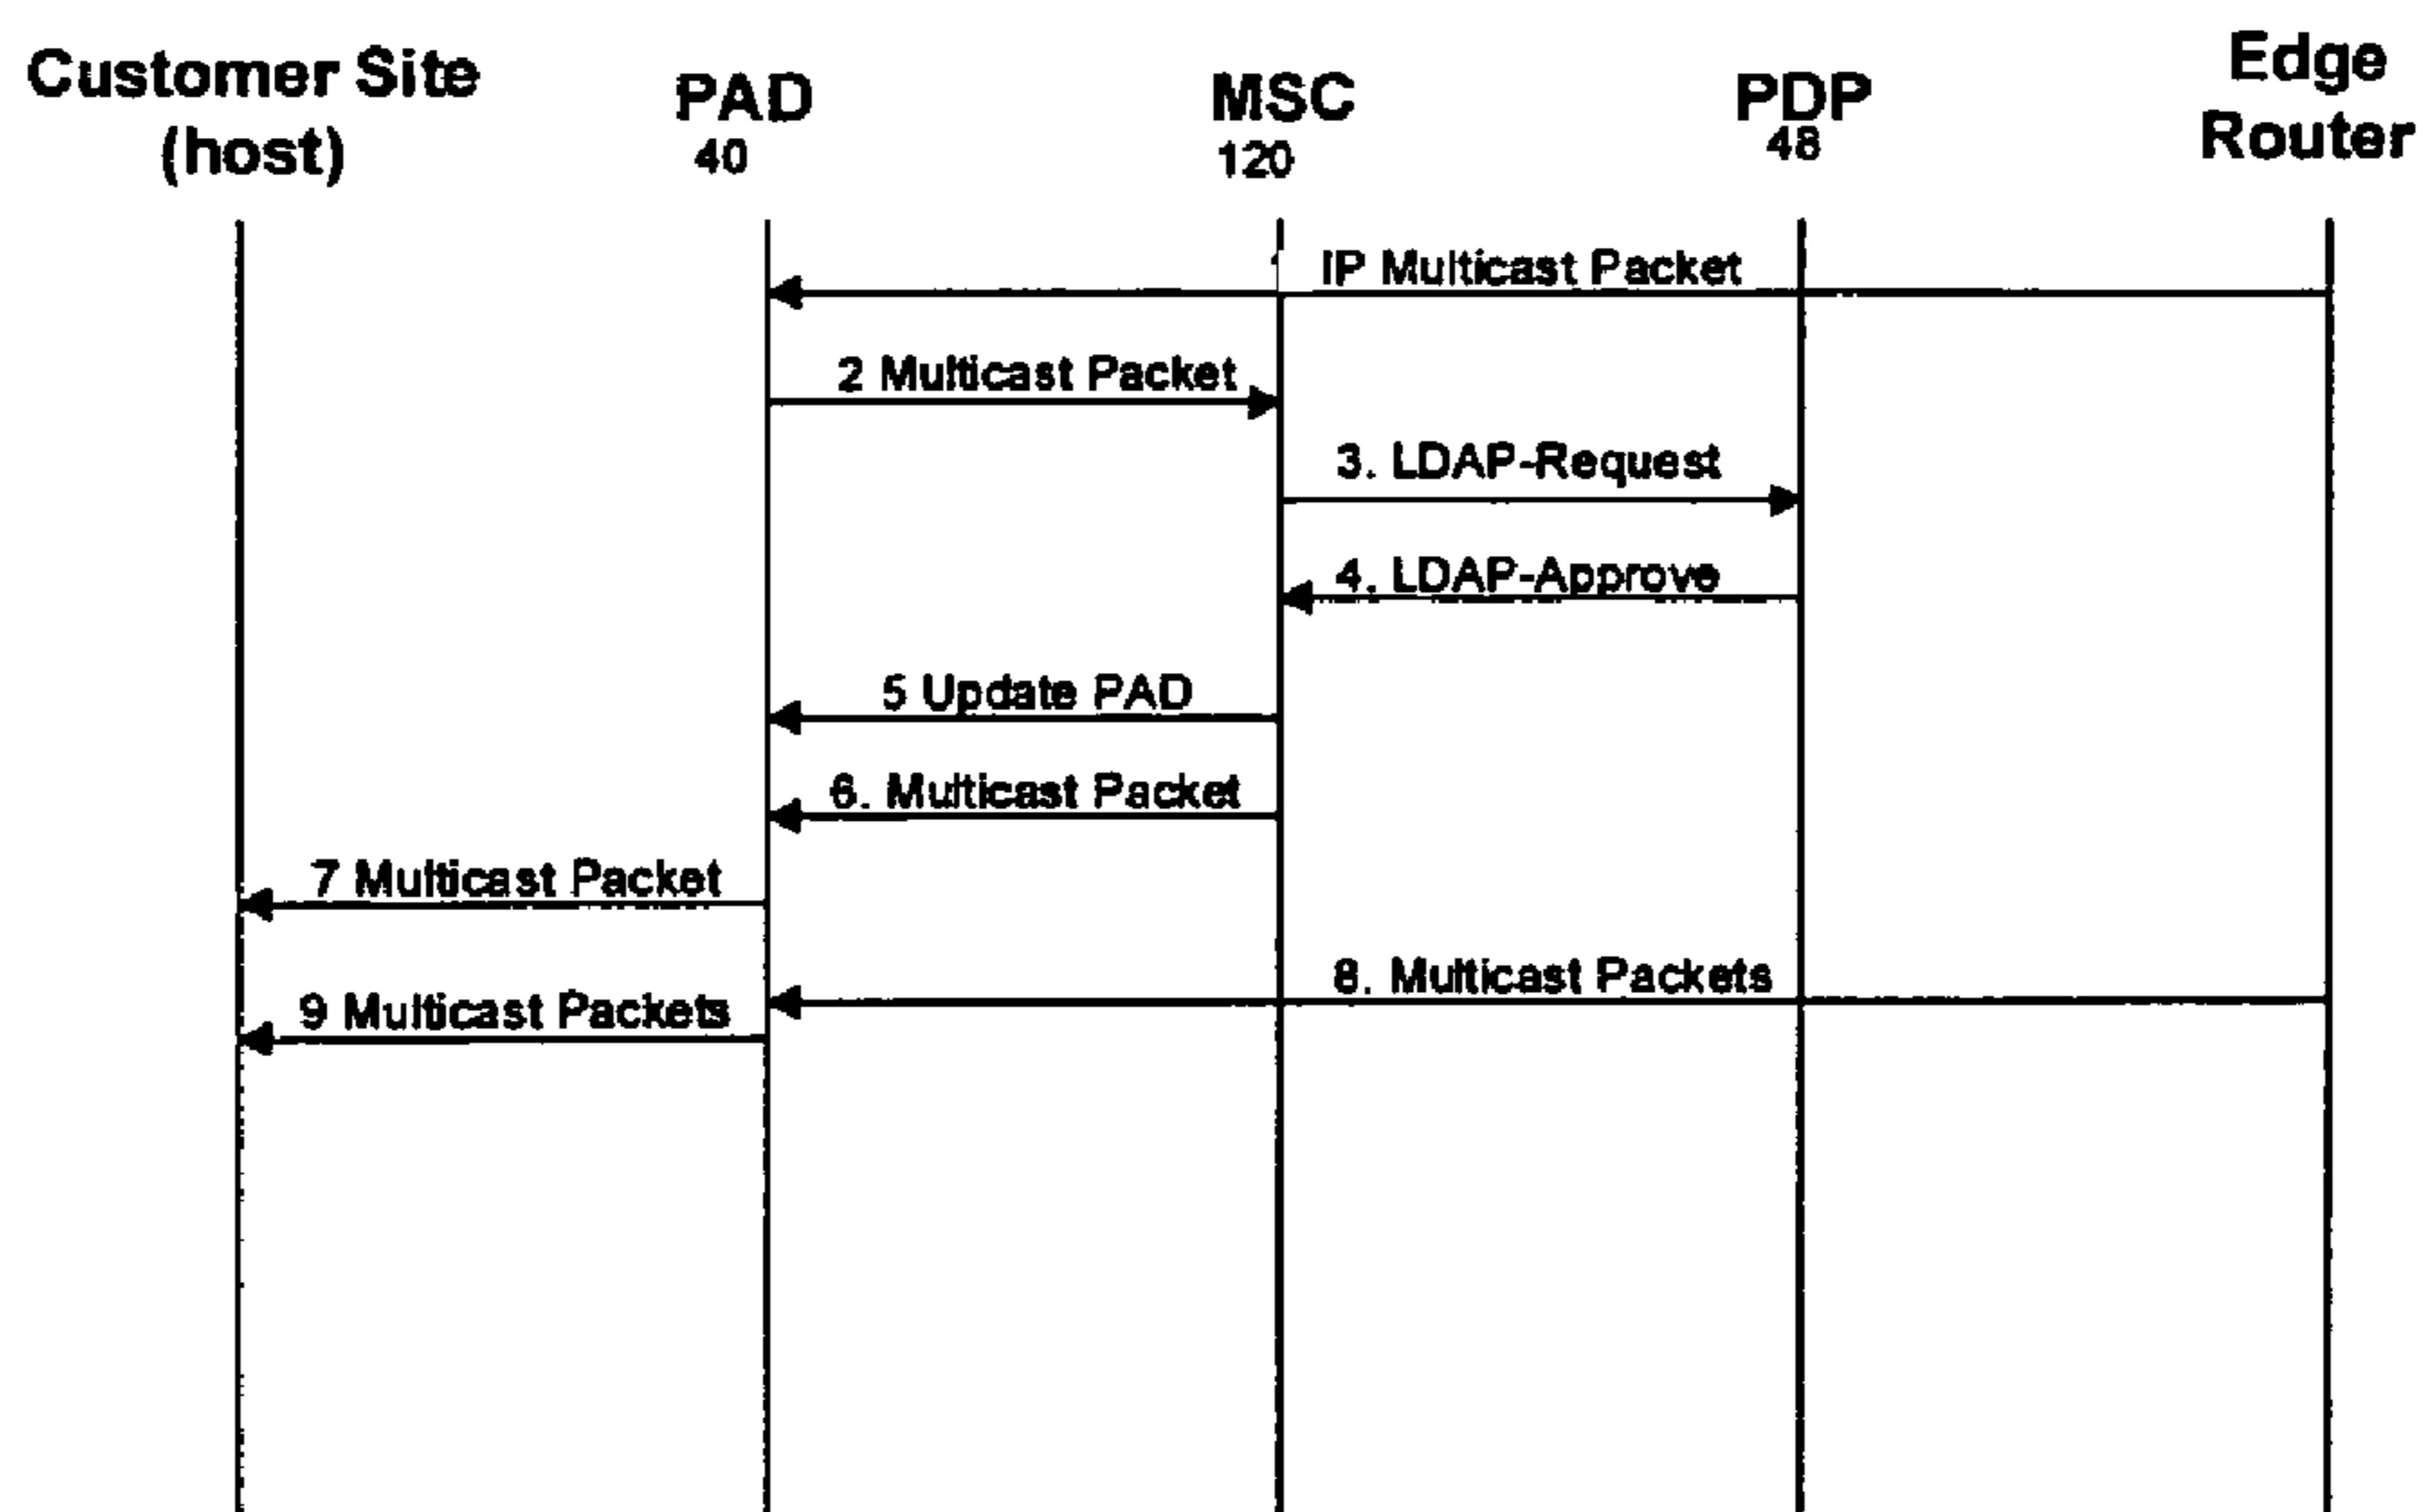 Customer Site
(host)
PAD
40
MSC
120
PDP
48
Edge
Router
IP Multicast Packet
2 Multicast Packet
3. LDAP-Request
4. LDAP-Approve
5 Update PAD
6. Multicast Packet
7 Multicast Packet
8. Multicast Packets
9 Multicast Packets